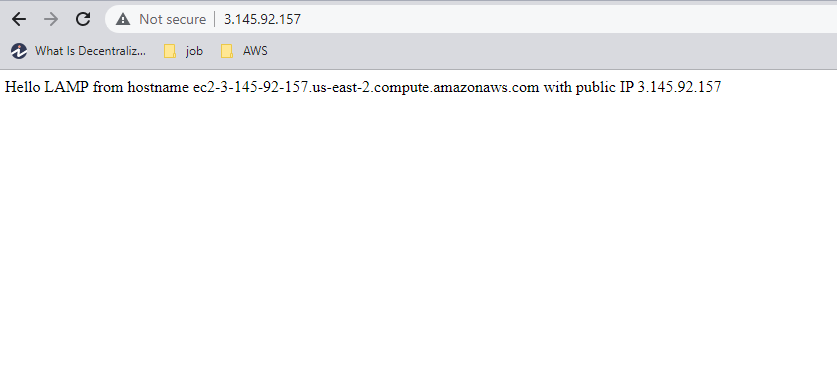 Not secure | 3.145.92.157
What Is Decentraliz... job AWS
Hello LAMP from hostname ec2-3-145-92-157.us-east-2.compute.amazonaws.com with public IP 3.145.92.157